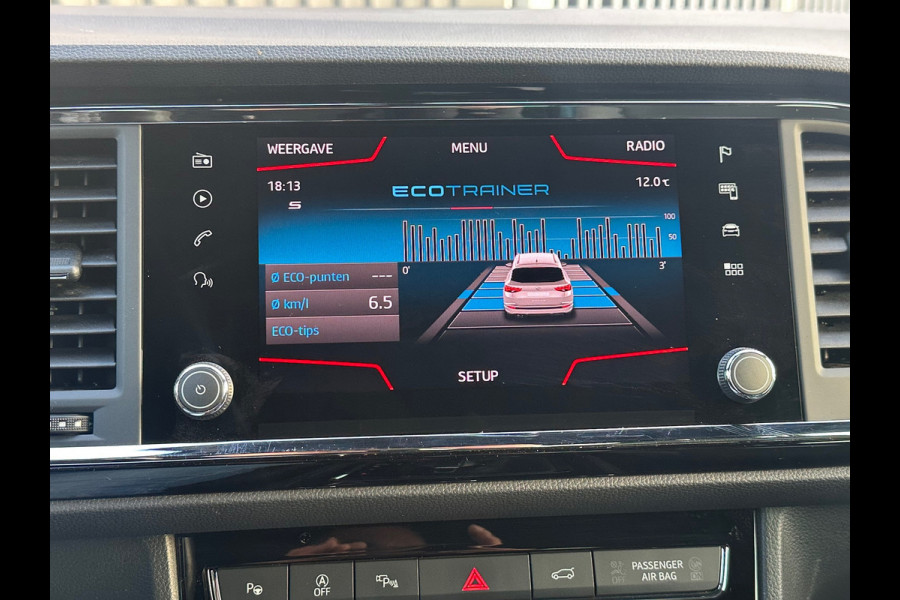 WEERGAVE MENU RADIO
18:13 ECOTRAINER 12.0℃
S
100
50
0' 3'
Ø ECO-punten ---
Ø km/l 6.5
ECO-tips
SETUP
P A OFF P PASSENGER AIR BAG